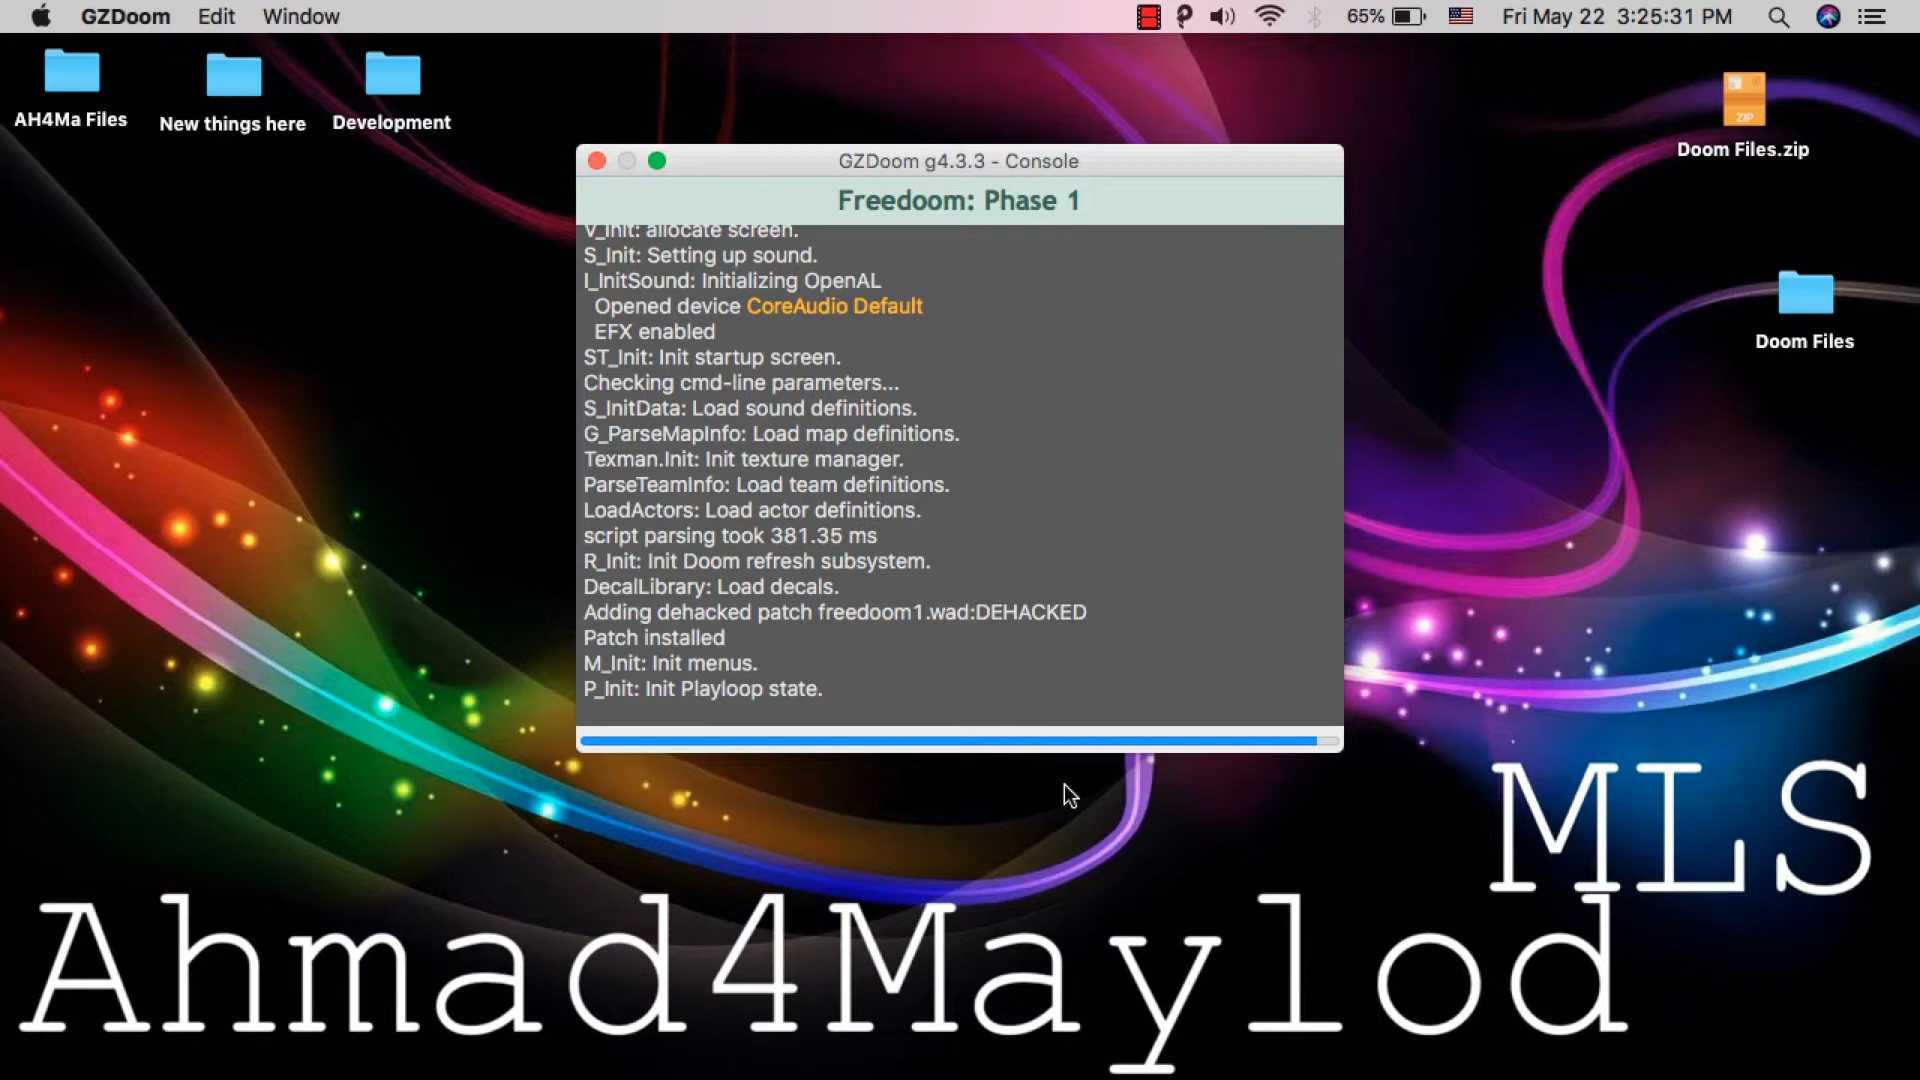 GZDoom Edit Window 65% Fri May 22 3:25:31 PM
AH4Ma Files
New things here
Development
ZIP
Doom Files.zip
Doom Files
GZDoom g4.3.3 - Console
Freedoom: Phase 1
V_Init: allocate screen.
S_Init: Setting up sound.
I_InitSound: Initializing OpenAL
Opened device CoreAudio Default
EFX enabled
ST_Init: Init startup screen.
Checking cmd-line parameters...
S_InitData: Load sound definitions.
G_ParseMapInfo: Load map definitions.
Texman.Init: Init texture manager.
ParseTeamInfo: Load team definitions.
LoadActors: Load actor definitions.
script parsing took 381.35 ms
R_Init: Init Doom refresh subsystem.
DecalLibrary: Load decals.
Adding dehacked patch freedoom1.wad:DEHACKED
Patch installed
M_Init: Init menus.
P_Init: Init Playloop state.
MLS
Ahmad4Maylod